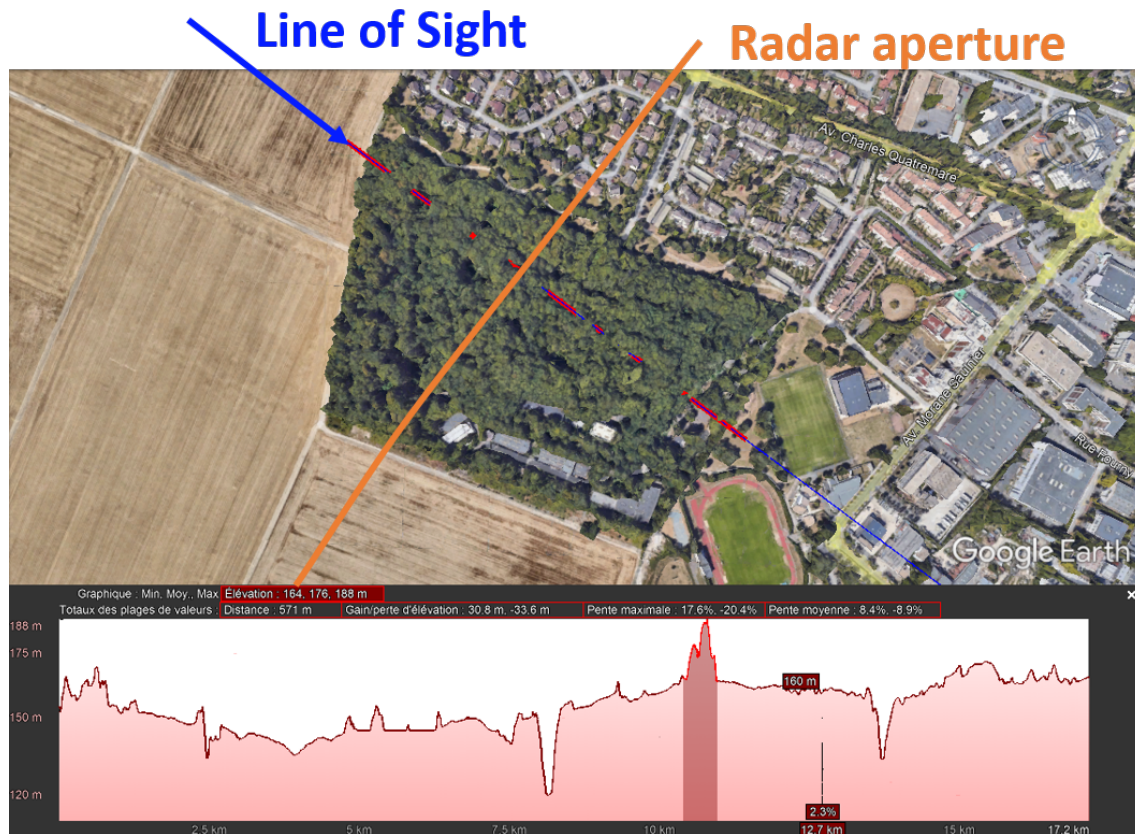 Line of Sight
Radar aperture
Av. Charles Quatremare
Av. Morane Saulnier
Rue Fourny
Google Earth
Graphique : Min. Moy., Max Élévation : 164, 176, 188 m
Totaux des plages de valeurs : Distance : 571 m Gain/perte d'élévation : 30.8 m, -33.6 m Pente maximale : 17.6%, -20.4% Pente moyenne : 8.4%, -8.9%
188 m
175 m
160 m
150 m
120 m
2.3%
2.5 km 5 km 7.5 km 10 km 12.7 km 15 km 17.2 km